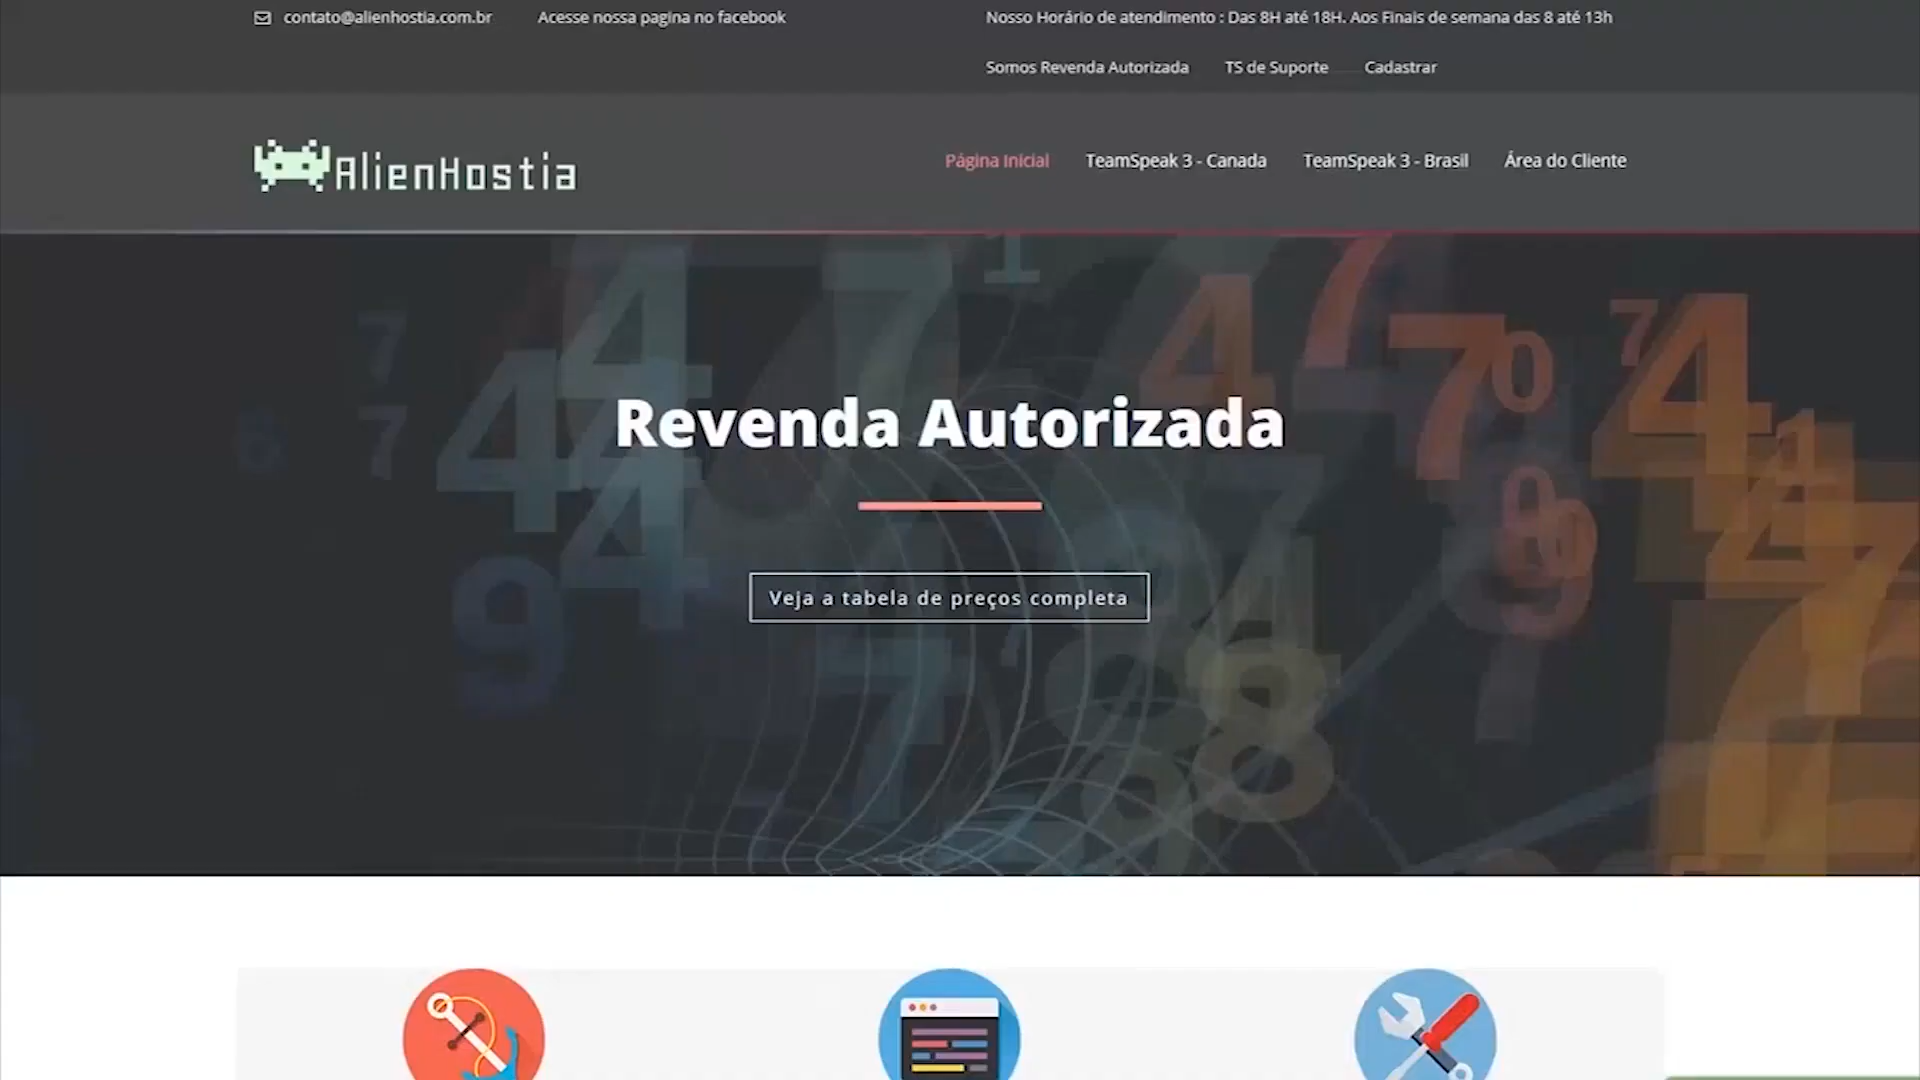 contato@alienhostia.com.br
Acesse nossa pagina no facebook
Nosso Horário de atendimento : Das 8H até 18H. Aos Finais de semana das 8 até 13h
Somos Revenda Autorizada
TS de Suporte
Cadastrar
AlienHostia
Página Inicial
TeamSpeak 3 - Canada
TeamSpeak 3 - Brasil
Área do Cliente
Revenda Autorizada
Veja a tabela de preços completa